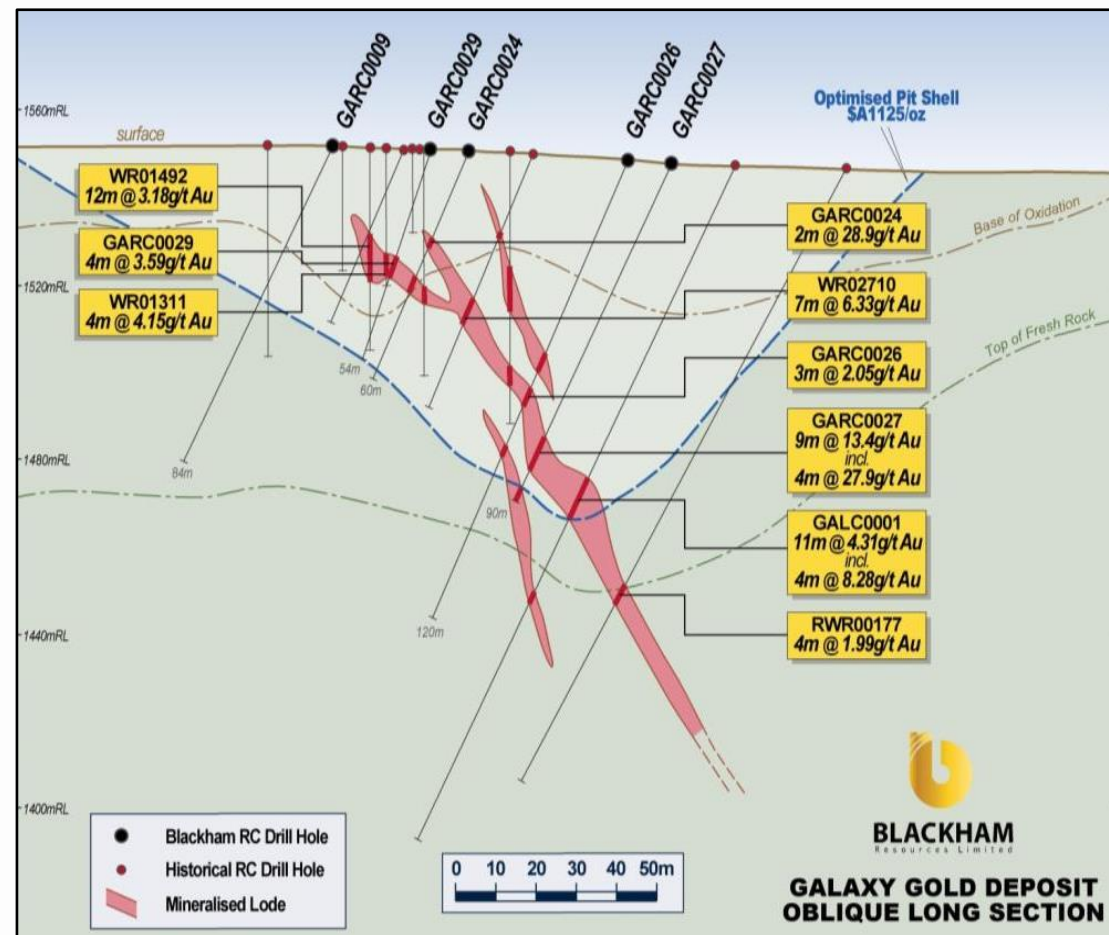 GARC0009
GARC0029
GARC0024
GARC0026
GARC0027
1560mRL
surface
Optimised Pit Shell
$A1125/oz
WR01492
12m @ 3.18g/t Au
GARC0029
4m @ 3.59g/t Au
WR01311
4m @ 4.15g/t Au
GARC0024
2m @ 28.9g/t Au
Base of Oxidation
1520mRL
WR02710
7m @ 6.33g/t Au
Top of Fresh Rock
GARC0026
3m @ 2.05g/t Au
54m
60m
GARC0027
9m @ 13.4g/t Au
incl.
4m @ 27.9g/t Au
1480mRL
84m
90m
GALC0001
11m @ 4.31g/t Au
incl.
4m @ 8.28g/t Au
RWR00177
4m @ 1.99g/t Au
1440mRL
120m
1400mRL
Blackham RC Drill Hole
Historical RC Drill Hole
Mineralised Lode
0 10 20 30 40 50m
BLACKHAM
Resources Limited
GALAXY GOLD DEPOSIT
OBLIQUE LONG SECTION